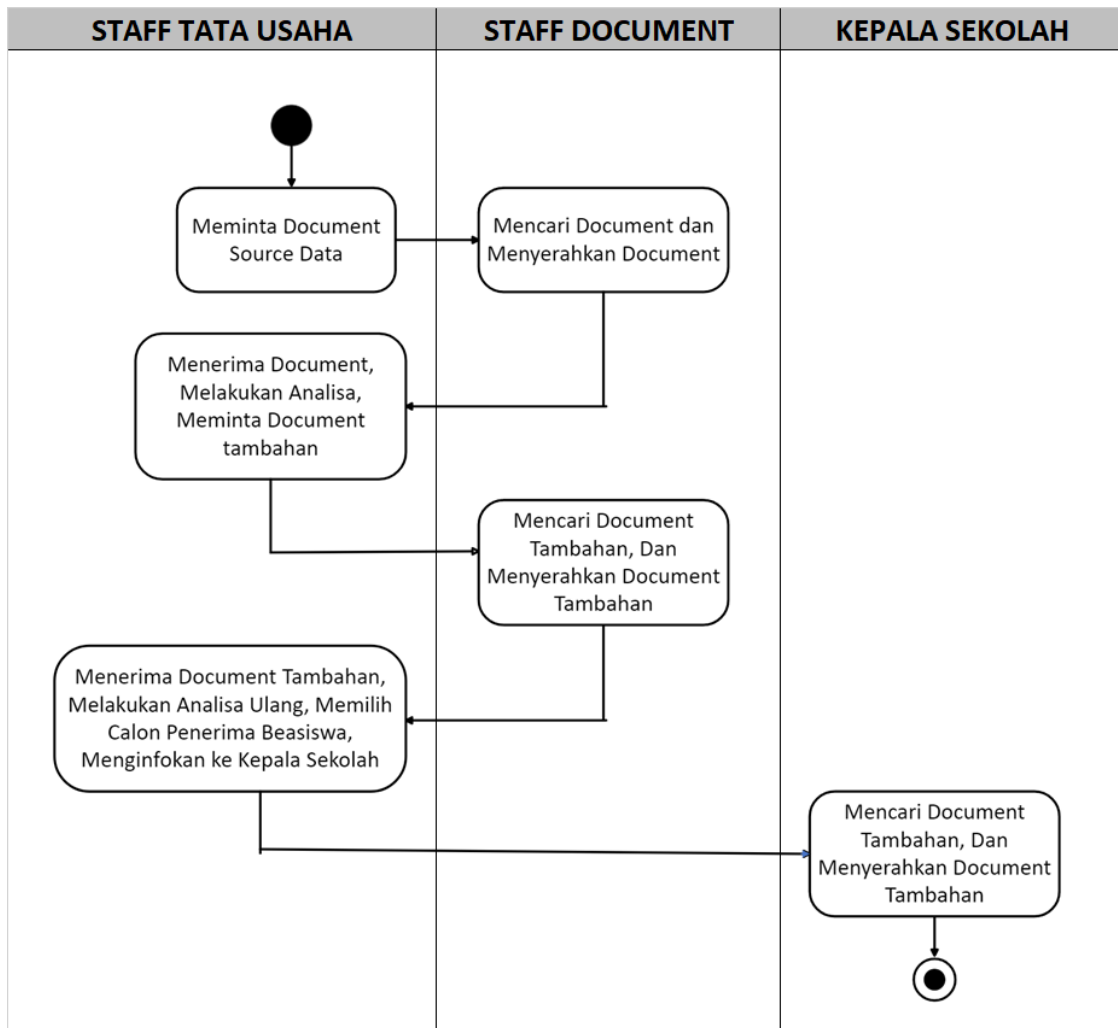 STAFF TATA USAHA
STAFF DOCUMENT
KEPALA SEKOLAH
Meminta Document
Source Data
Mencari Document dan
Menyerahkan Document
Menerima Document,
Melakukan Analisa,
Meminta Document
tambahan
Mencari Document
Tambahan, Dan
Menyerahkan Document
Tambahan
Menerima Document Tambahan,
Melakukan Analisa Ulang, Memilih
Calon Penerima Beasiswa,
Menginfokan ke Kepala Sekolah
Mencari Document
Tambahan, Dan
Menyerahkan Document
Tambahan